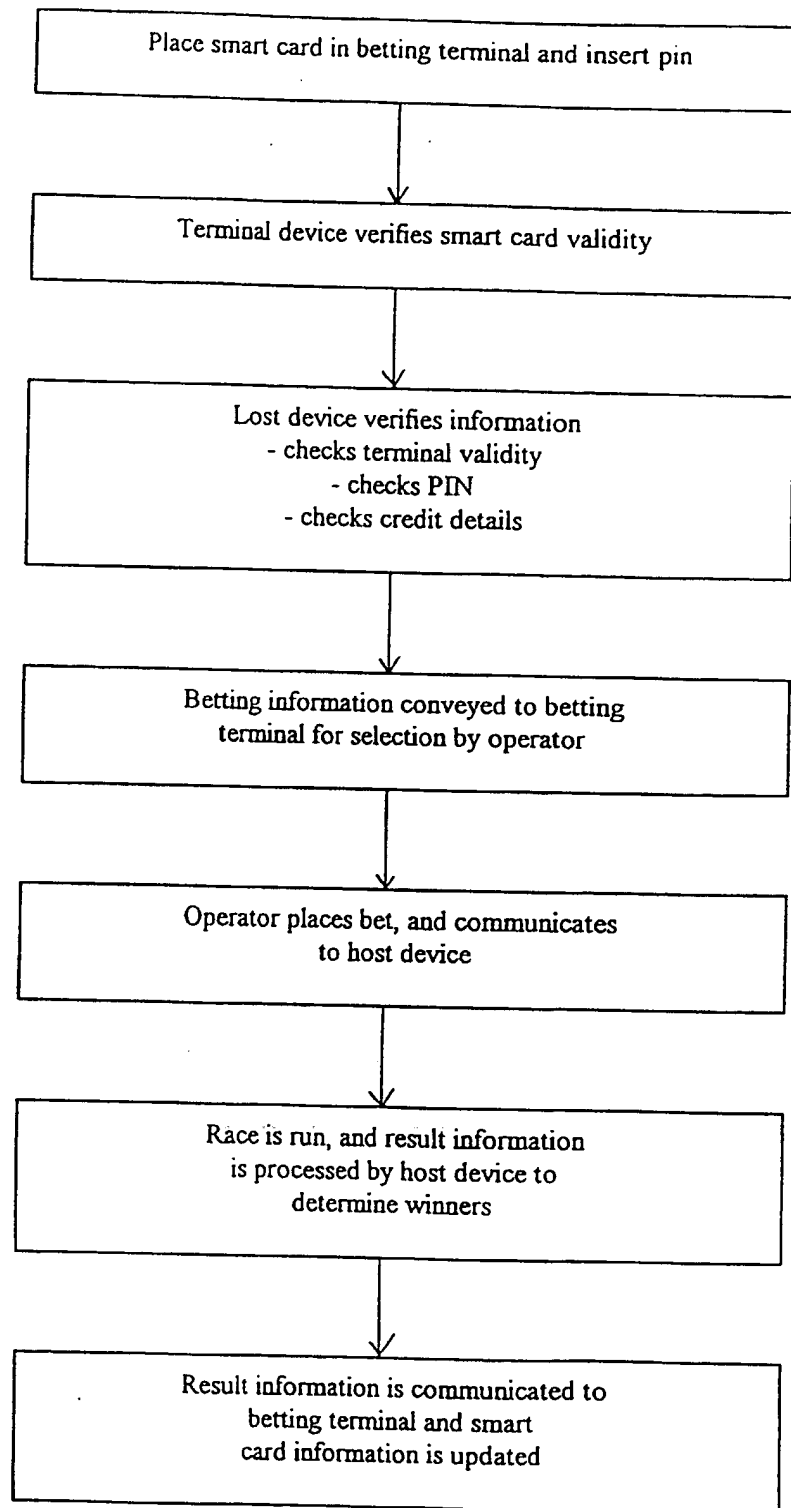 Place smart card in betting terminal and insert pin
Terminal device verifies smart card validity
Lost device verifies information
- checks terminal validity
- checks PIN
- checks credit details
Betting information conveyed to betting
terminal for selection by operator
Operator places bet, and communicates
to host device
Race is run, and result information
is processed by host device to
determine winners
Result information is communicated to
betting terminal and smart
card information is updated